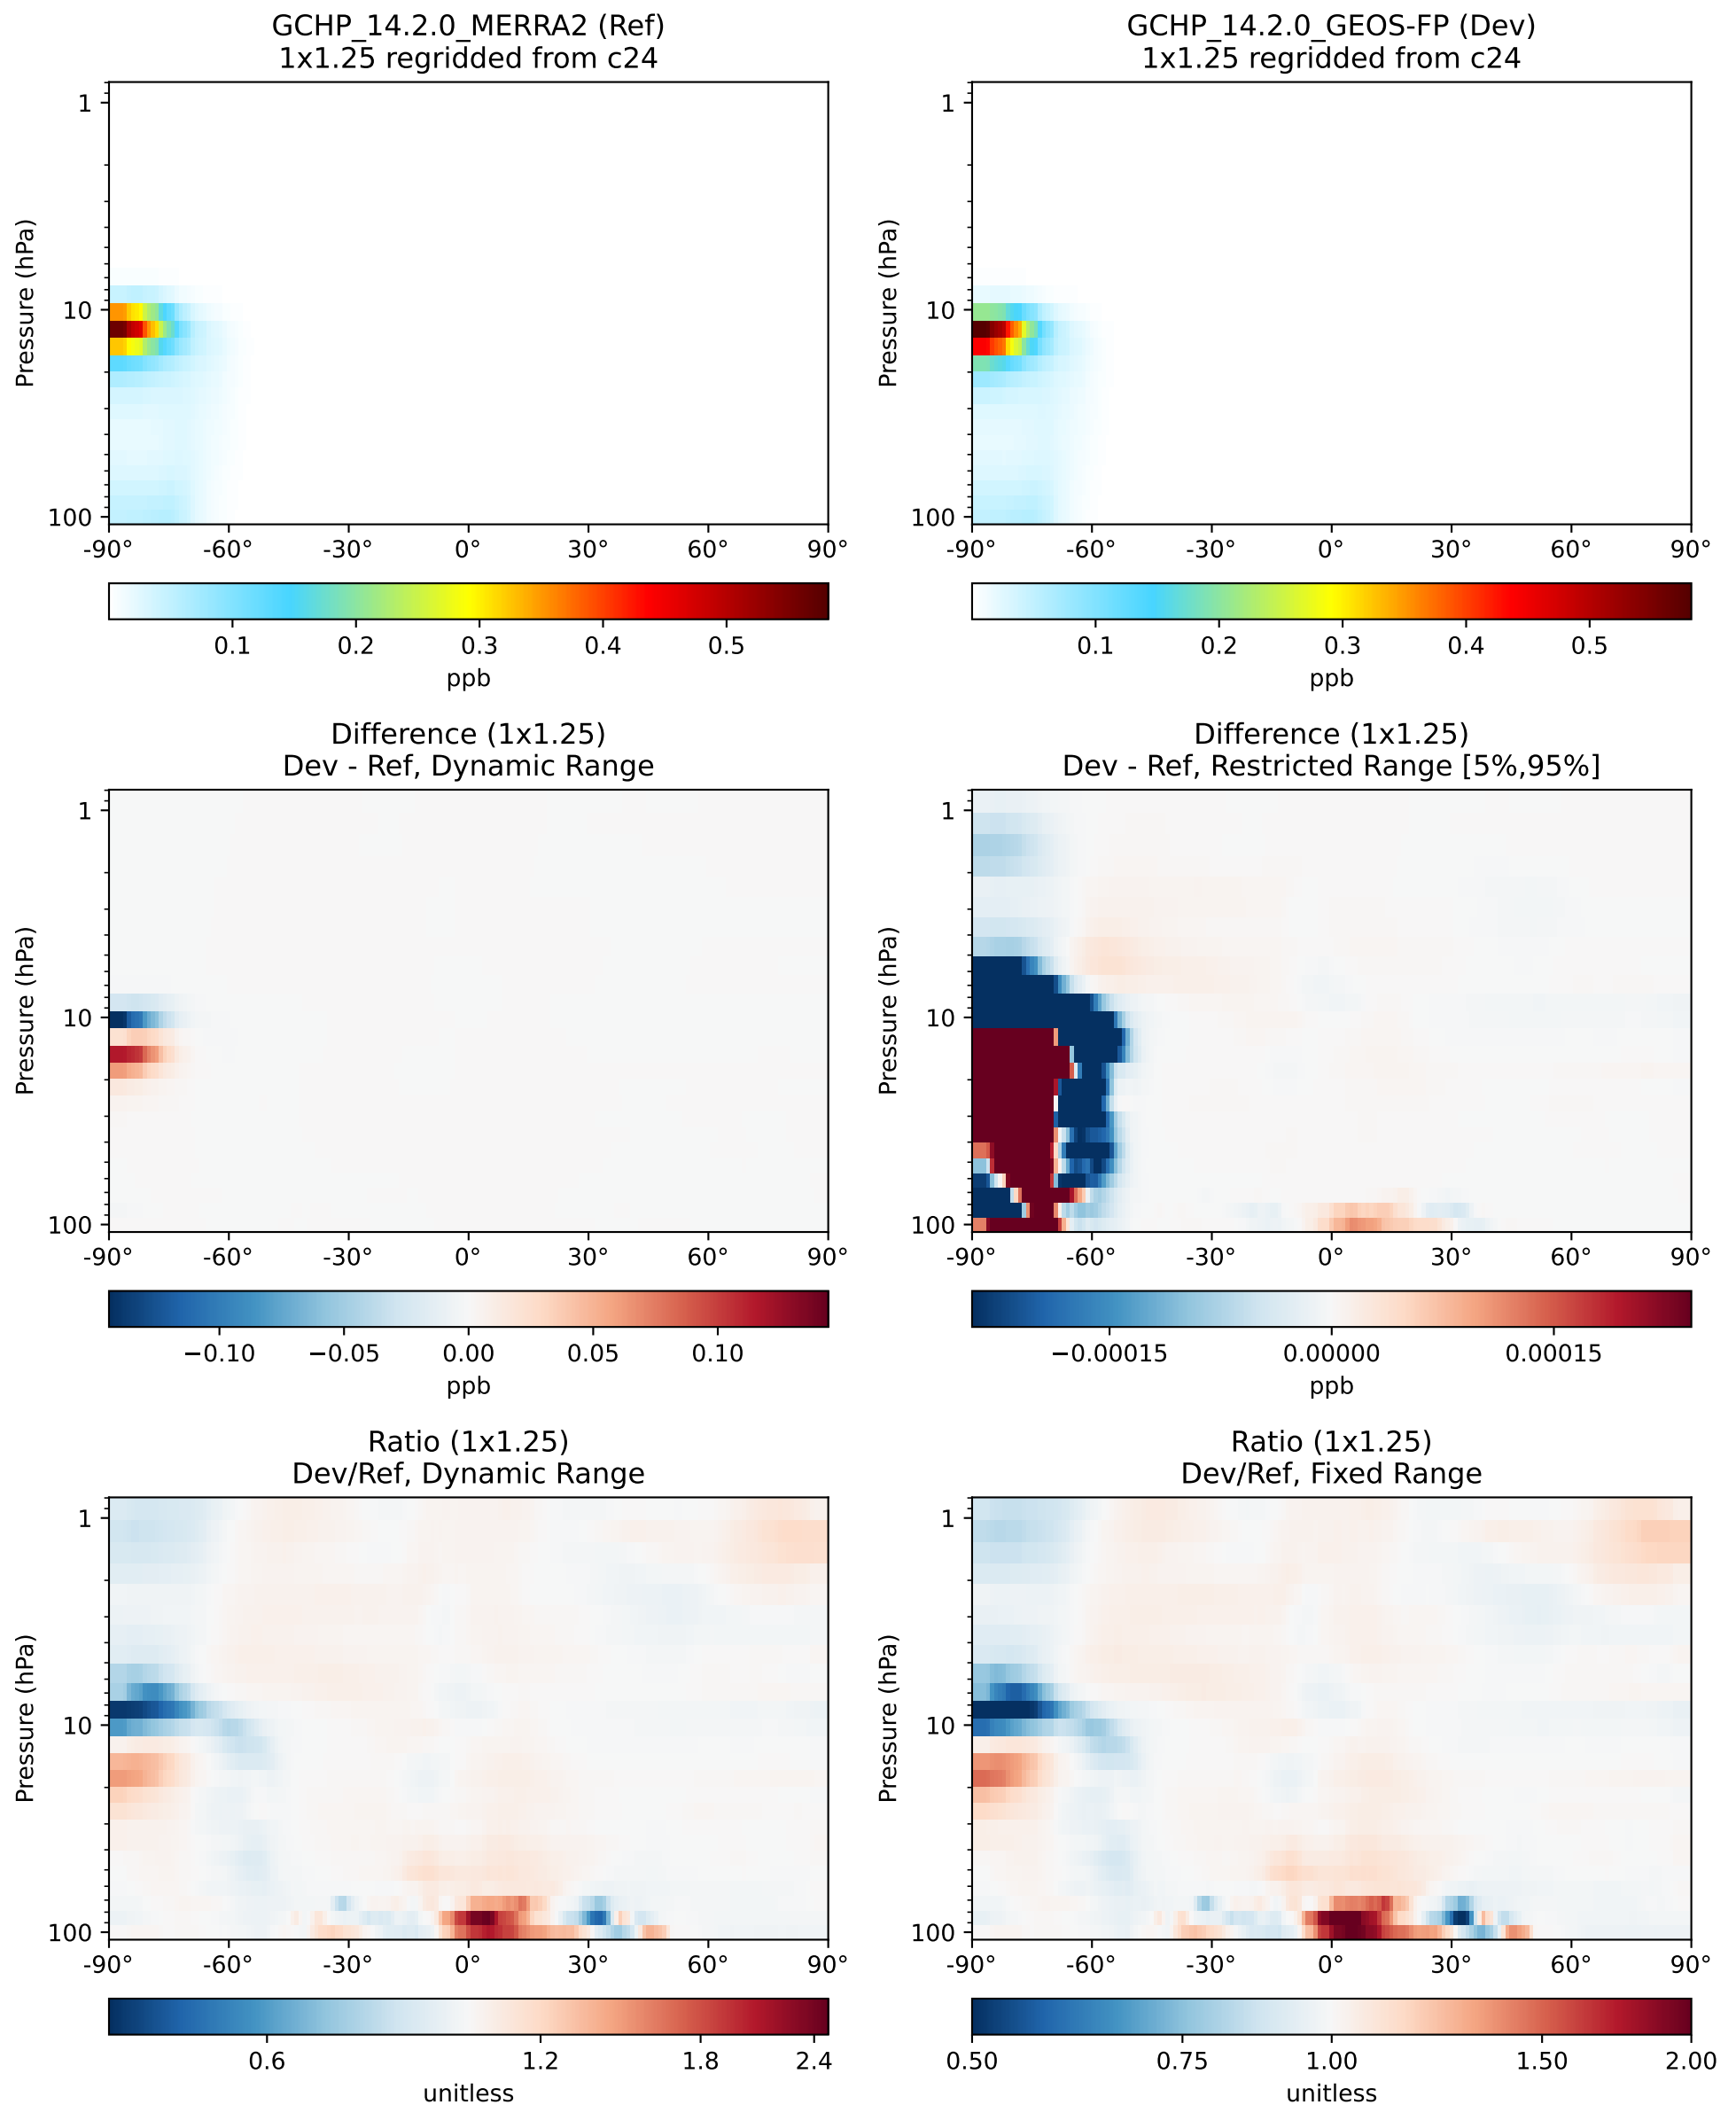 GCHP_14.2.0_MERRA2 (Ref)
1x1.25 regridded from c24
Pressure (hPa)
1
10
100
-90° -60° -30° 0° 30° 60° 90°
0.1 0.2 0.3 0.4 0.5
ppb
GCHP_14.2.0_GEOS-FP (Dev)
1x1.25 regridded from c24
Pressure (hPa)
1
10
100
-90° -60° -30° 0° 30° 60° 90°
0.1 0.2 0.3 0.4 0.5
ppb
Difference (1x1.25)
Dev - Ref, Dynamic Range
Pressure (hPa)
1
10
100
-90° -60° -30° 0° 30° 60° 90°
−0.10 −0.05 0.00 0.05 0.10
ppb
Difference (1x1.25)
Dev - Ref, Restricted Range [5%,95%]
Pressure (hPa)
1
10
100
-90° -60° -30° 0° 30° 60° 90°
−0.00015 0.00000 0.00015
ppb
Ratio (1x1.25)
Dev/Ref, Dynamic Range
Pressure (hPa)
1
10
100
-90° -60° -30° 0° 30° 60° 90°
0.6 1.2 1.8 2.4
unitless
Ratio (1x1.25)
Dev/Ref, Fixed Range
Pressure (hPa)
1
10
100
-90° -60° -30° 0° 30° 60° 90°
0.50 0.75 1.00 1.50 2.00
unitless